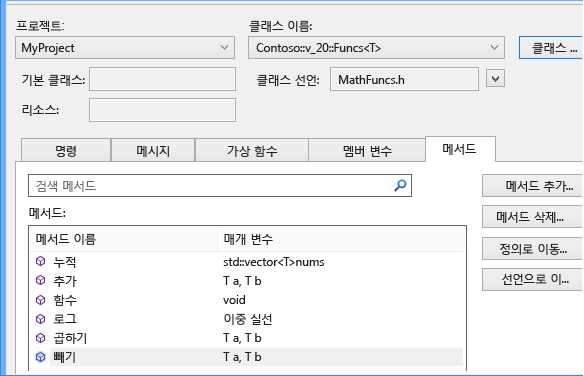 프로젝트: 클래스 이름:
MyProject Contoso::v_20::Funcs<T> 클래스 ...
기본 클래스: 클래스 선언: MathFuncs.h
리소스:
명령 메시지 가상 함수 멤버 변수 메서드
검색 메서드 메서드 추가...
메서드: 메서드 삭제...
메서드 이름 매개 변수 정의로 이동...
누적 std::vector<T>nums
추가 T a, T b 선언으로 이...
함수 void
로그 이중 실선
곱하기 T a, T b
빼기 T a, T b